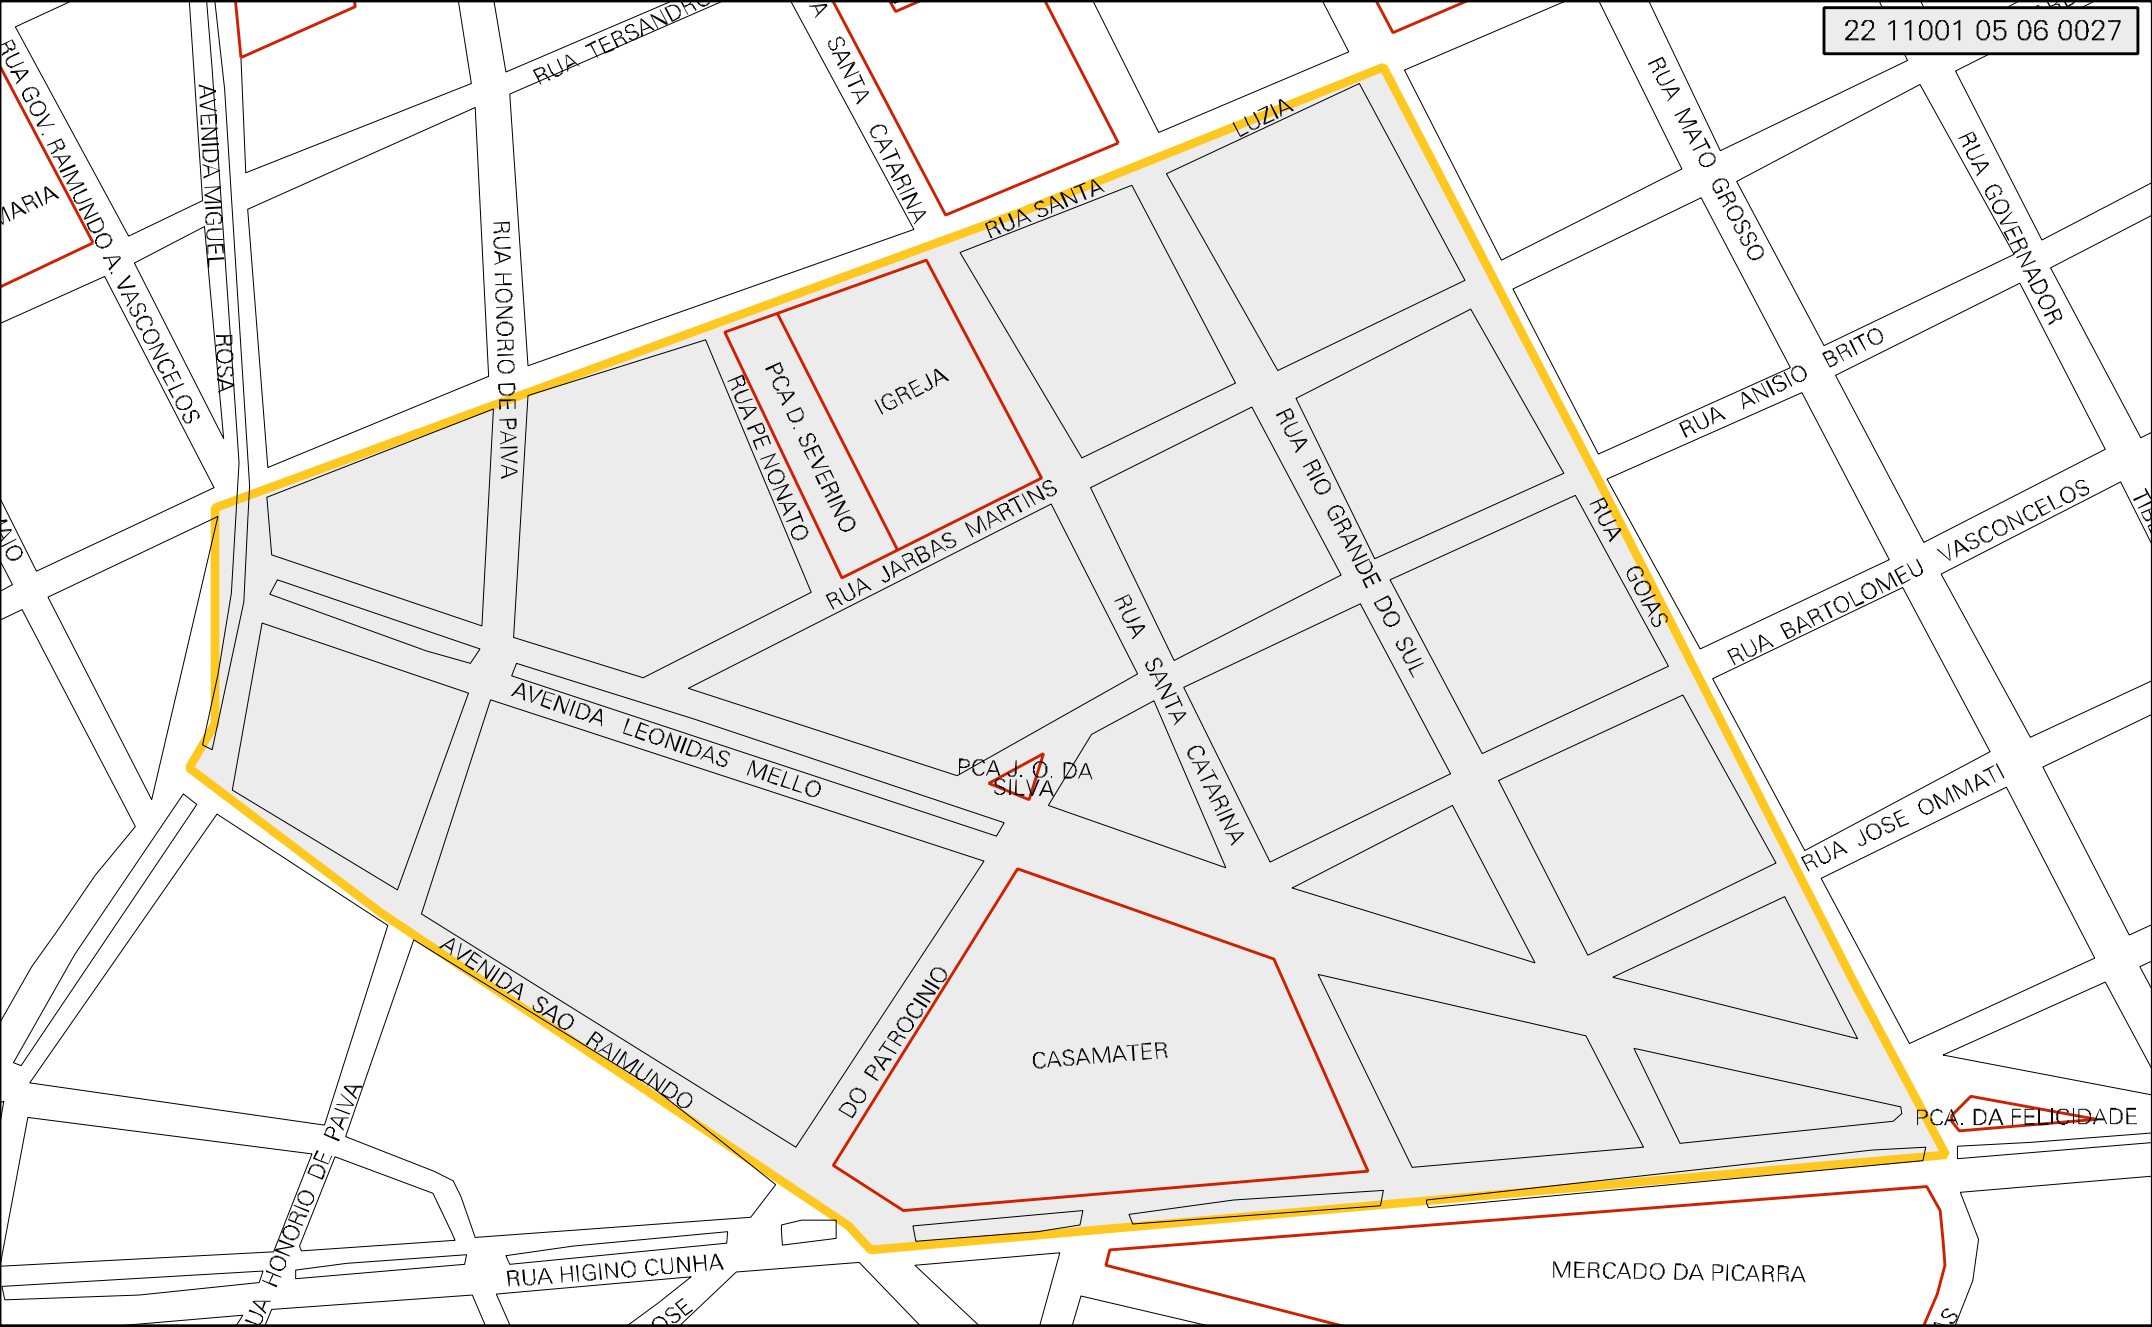 22 11001 05 06 0027
RUA TERSANDRO
RUA GOV. RAIMUNDO A. VASCONCELOS
AVENIDA MIGUEL ROSA
SANTA CATARINA
RUA MATO GROSSO
RUA GOVERNADOR
MARIA
RUA SANTA LUZIA
RUA HONORIO DE PAIVA
RUA PE NONATO
PCA D. SEVERINO
IGREJA
RUA JARBAS MARTINS
RUA RIO GRANDE DO SUL
RUA ANISIO BRITO
RUA GOIAS
RUA BARTOLOMEU VASCONCELOS
MAIO
RUA SANTA CATARINA
AVENIDA LEONIDAS MELLO
PCA J. O. DA
SILVA
RUA JOSE OMMATI
AVENIDA SAO RAIMUNDO
DO PATROCINIO
CASAMATER
PCA. DA FELICIDADE
RUA HONORIO DE PAIVA
RUA HIGINO CUNHA
MERCADO DA PICARRA
OSE
AS